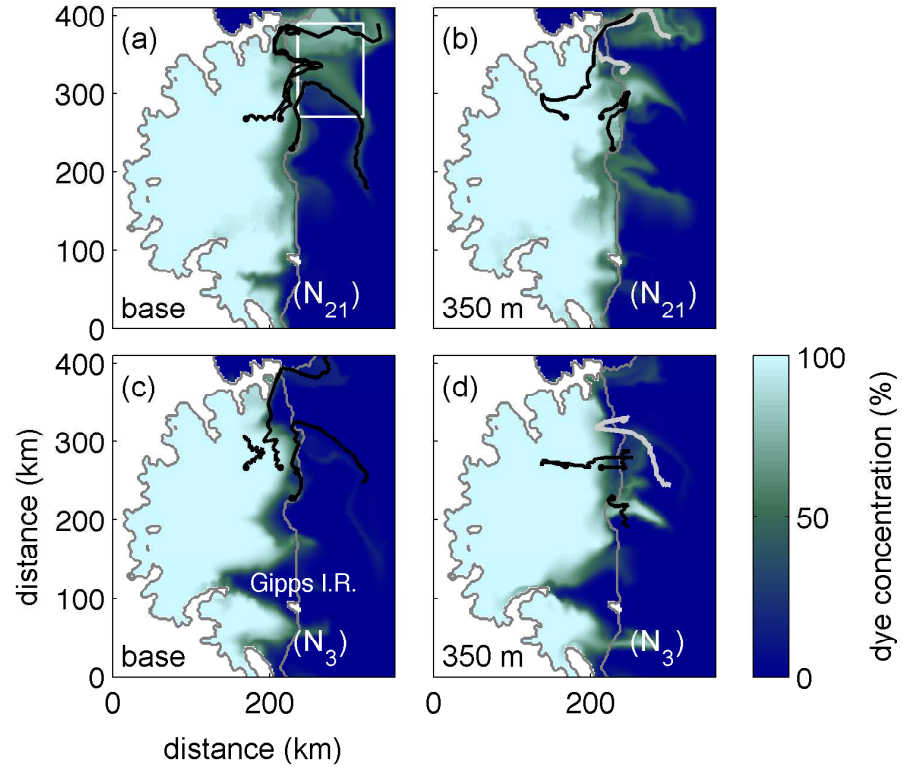 (a)
(b)
400
300
200
100
0
base
(N21)
350 m
(N21)
(c)
(d)
400
300
200
100
0
Gipps I.R.
base
(N3)
350 m
(N3)
0
200
0
200
distance (km)
distance (km)
100
50
0
dye concentration (%)